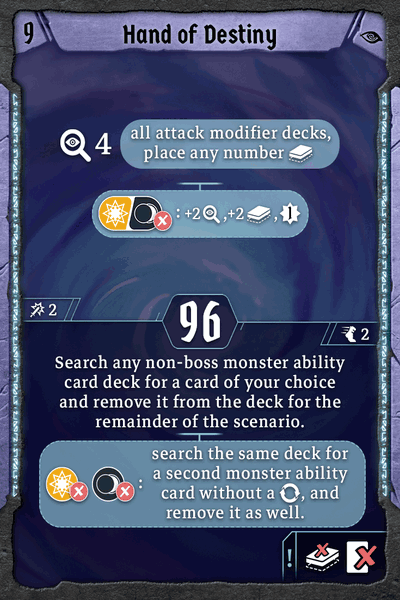 9
Hand of Destiny
4
all attack modifier decks,
place any number
: +2 , +2 , 1
2
96
2
Search any non-boss monster ability
card deck for a card of your choice
and remove it from the deck for the
remainder of the scenario.
search the same deck for
a second monster ability
: card without a , and
remove it as well.
!